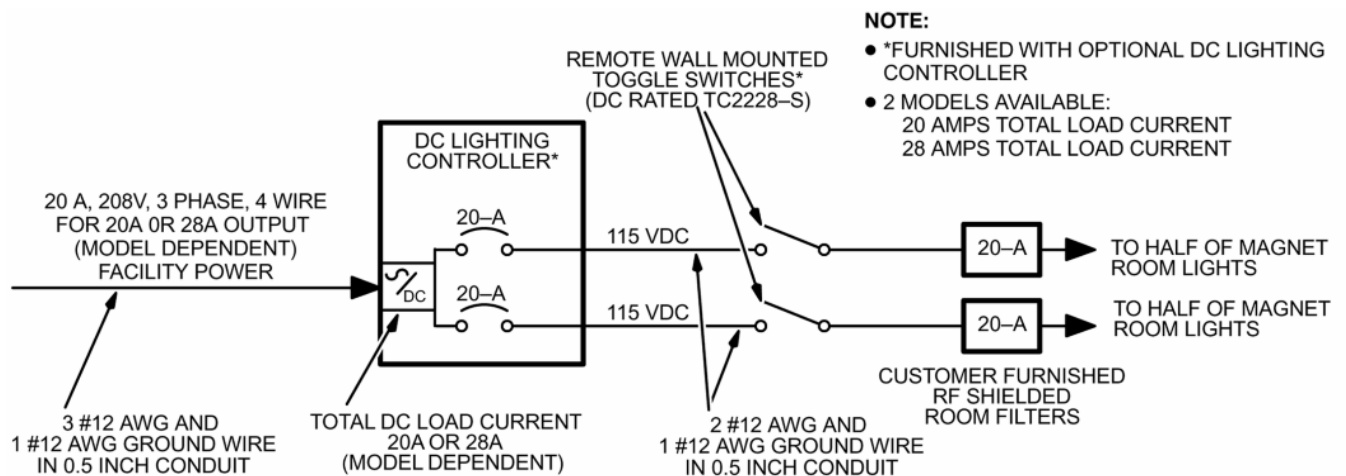 NOTE:
● *FURNISHED WITH OPTIONAL DC LIGHTING
CONTROLLER
● 2 MODELS AVAILABLE:
20 AMPS TOTAL LOAD CURRENT
28 AMPS TOTAL LOAD CURRENT
REMOTE WALL MOUNTED
TOGGLE SWITCHES*
(DC RATED TC2228–S)
DC LIGHTING
CONTROLLER*
20 A, 208V, 3 PHASE, 4 WIRE
FOR 20A 0R 28A OUTPUT
(MODEL DEPENDENT)
FACILITY POWER
20–A
115 VDC
20–A
TO HALF OF MAGNET
ROOM LIGHTS
DC
20–A
115 VDC
20–A
TO HALF OF MAGNET
ROOM LIGHTS
CUSTOMER FURNISHED
RF SHIELDED
ROOM FILTERS
3 #12 AWG AND
1 #12 AWG GROUND WIRE
IN 0.5 INCH CONDUIT
TOTAL DC LOAD CURRENT
20A OR 28A
(MODEL DEPENDENT)
2 #12 AWG AND
1 #12 AWG GROUND WIRE
IN 0.5 INCH CONDUIT